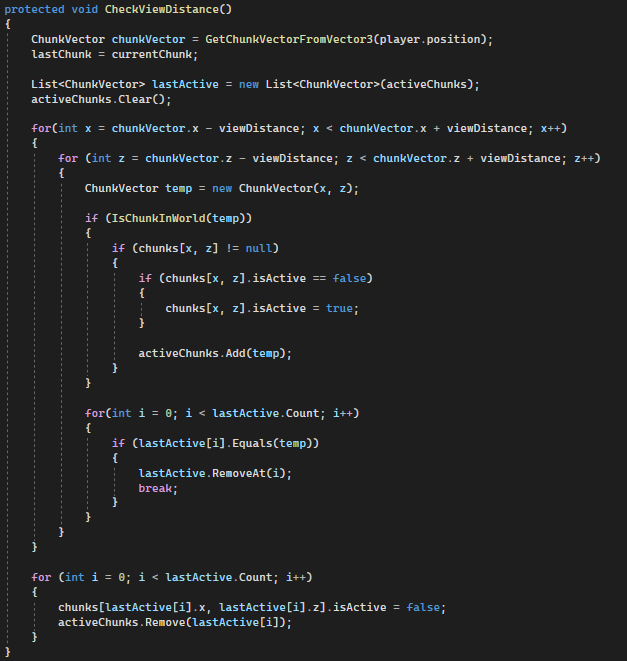 protected void CheckViewDistance()
{
    ChunkVector chunkVector = GetChunkVectorFromVector3(player.position);
    lastChunk = currentChunk;

    List<ChunkVector> lastActive = new List<ChunkVector>(activeChunks);
    activeChunks.Clear();

    for(int x = chunkVector.x - viewDistance; x < chunkVector.x + viewDistance; x++)
    {
        for (int z = chunkVector.z - viewDistance; z < chunkVector.z + viewDistance; z++)
        {
            ChunkVector temp = new ChunkVector(x, z);

            if (IsChunkInWorld(temp))
            {
                if (chunks[x, z] != null)
                {
                    if (chunks[x, z].isActive == false)
                    {
                        chunks[x, z].isActive = true;
                    }

                    activeChunks.Add(temp);
                }
            }

            for(int i = 0; i < lastActive.Count; i++)
            {
                if (lastActive[i].Equals(temp))
                {
                    lastActive.RemoveAt(i);
                    break;
                }
            }
        }
    }

    for (int i = 0; i < lastActive.Count; i++)
    {
        chunks[lastActive[i].x, lastActive[i].z].isActive = false;
        activeChunks.Remove(lastActive[i]);
    }
}